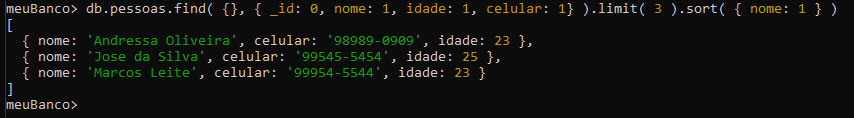 meuBanco> db.pessoas.find( {}, { _id: 0, nome: 1, idade: 1, celular: 1} ).limit( 3 ).sort( { nome: 1 } )
[
  { nome: 'Andressa Oliveira', celular: '98989-0909', idade: 23 },
  { nome: 'Jose da Silva', celular: '99545-5454', idade: 25 },
  { nome: 'Marcos Leite', celular: '99954-5544', idade: 23 }
]
meuBanco>